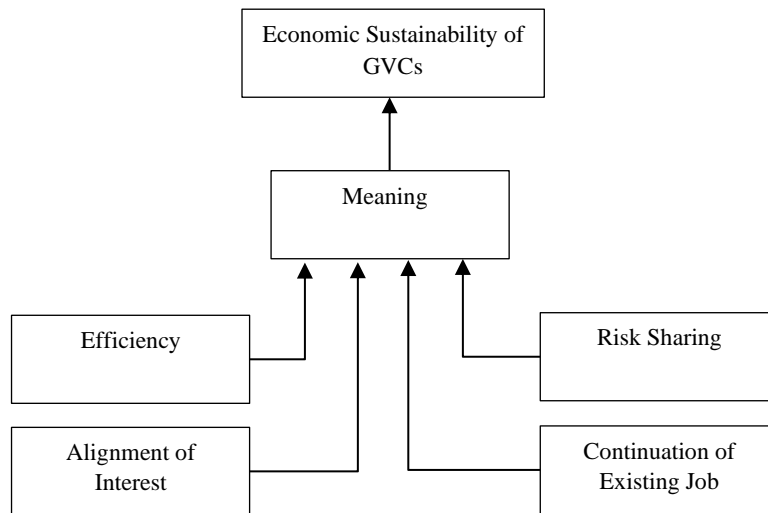 Economic Sustainability of
GVCs
Meaning
Efficiency
Risk Sharing
Alignment of
Interest
Continuation of
Existing Job